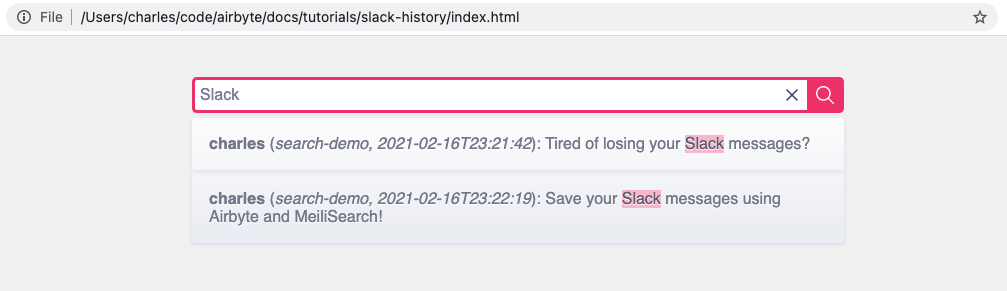 File /Users/charles/code/airbyte/docs/tutorials/slack-history/index.html
Slack
charles (search-demo, 2021-02-16T23:21:42): Tired of losing your Slack messages?
charles (search-demo, 2021-02-16T23:22:19): Save your Slack messages using
Airbyte and MeiliSearch!